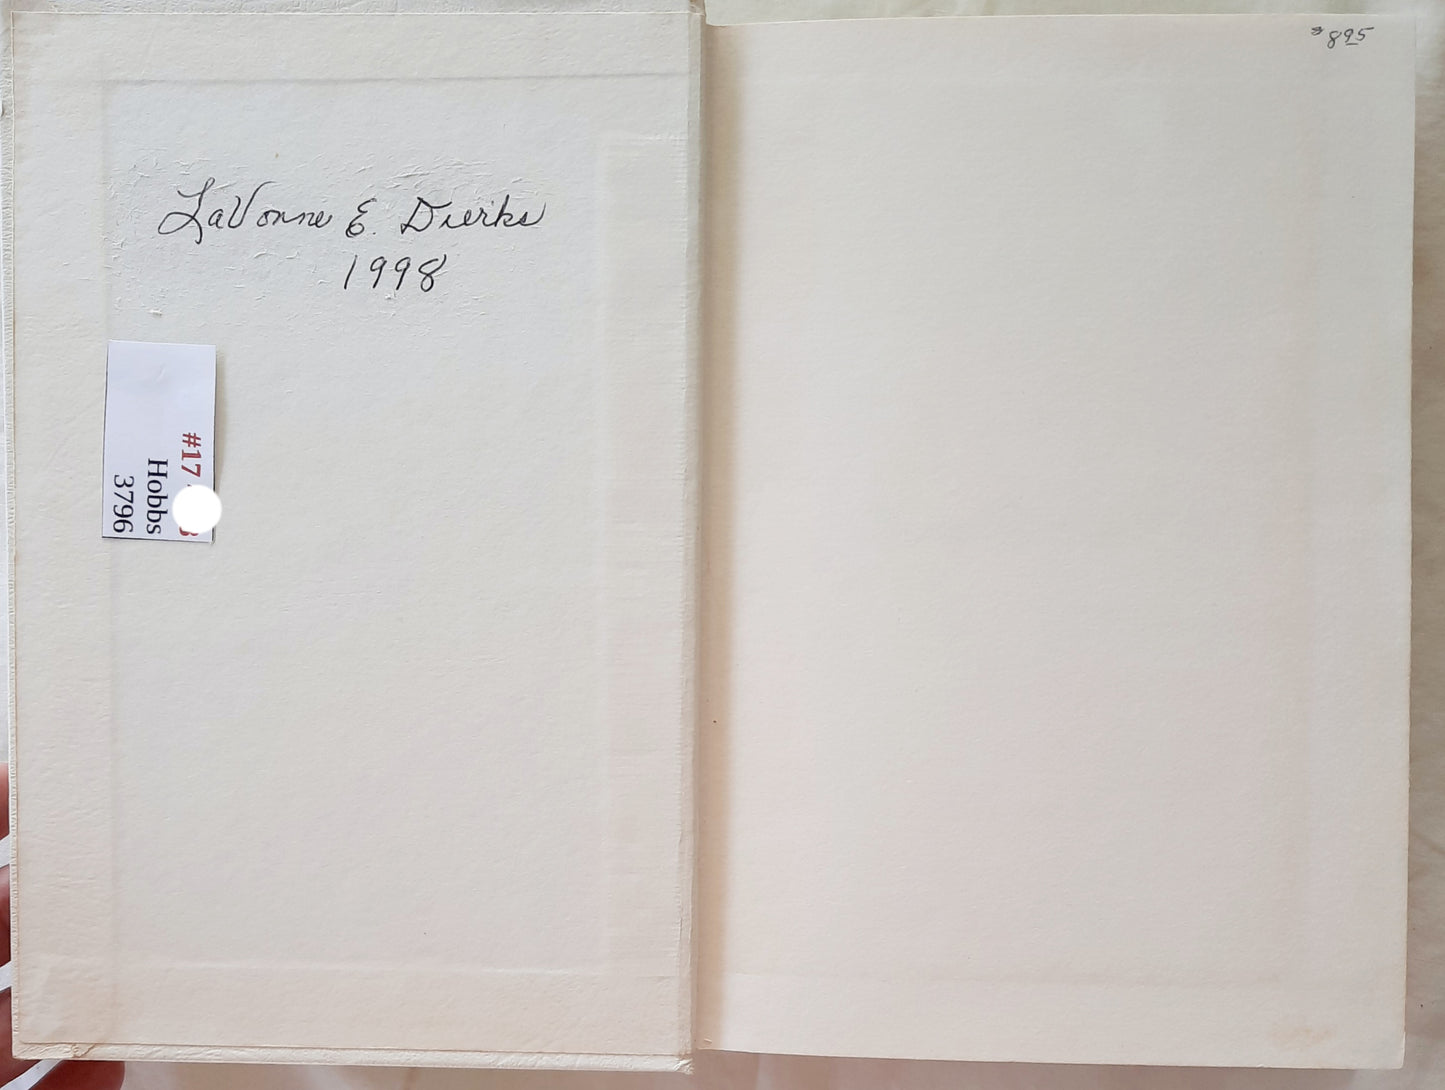 LaVonne E. Dierks
1998
#17
Hobbs
3796
$895